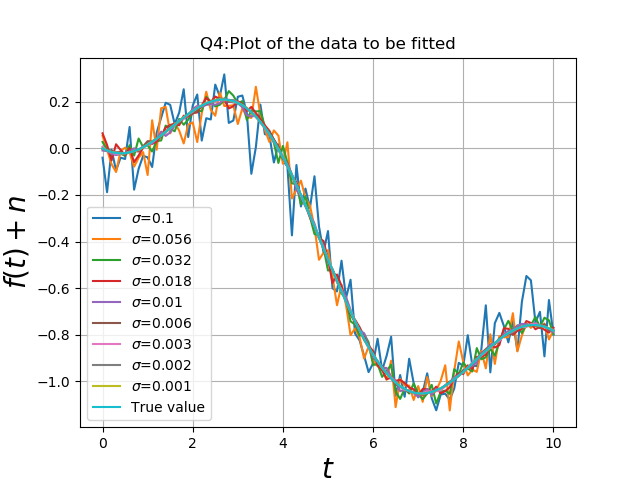 Q4:Plot of the data to be fitted
f(t) + n
0.2
0.0
−0.2
−0.4
−0.6
−0.8
−1.0
σ=0.1
σ=0.056
σ=0.032
σ=0.018
σ=0.01
σ=0.006
σ=0.003
σ=0.002
σ=0.001
True value
0 2 4 6 8 10
t